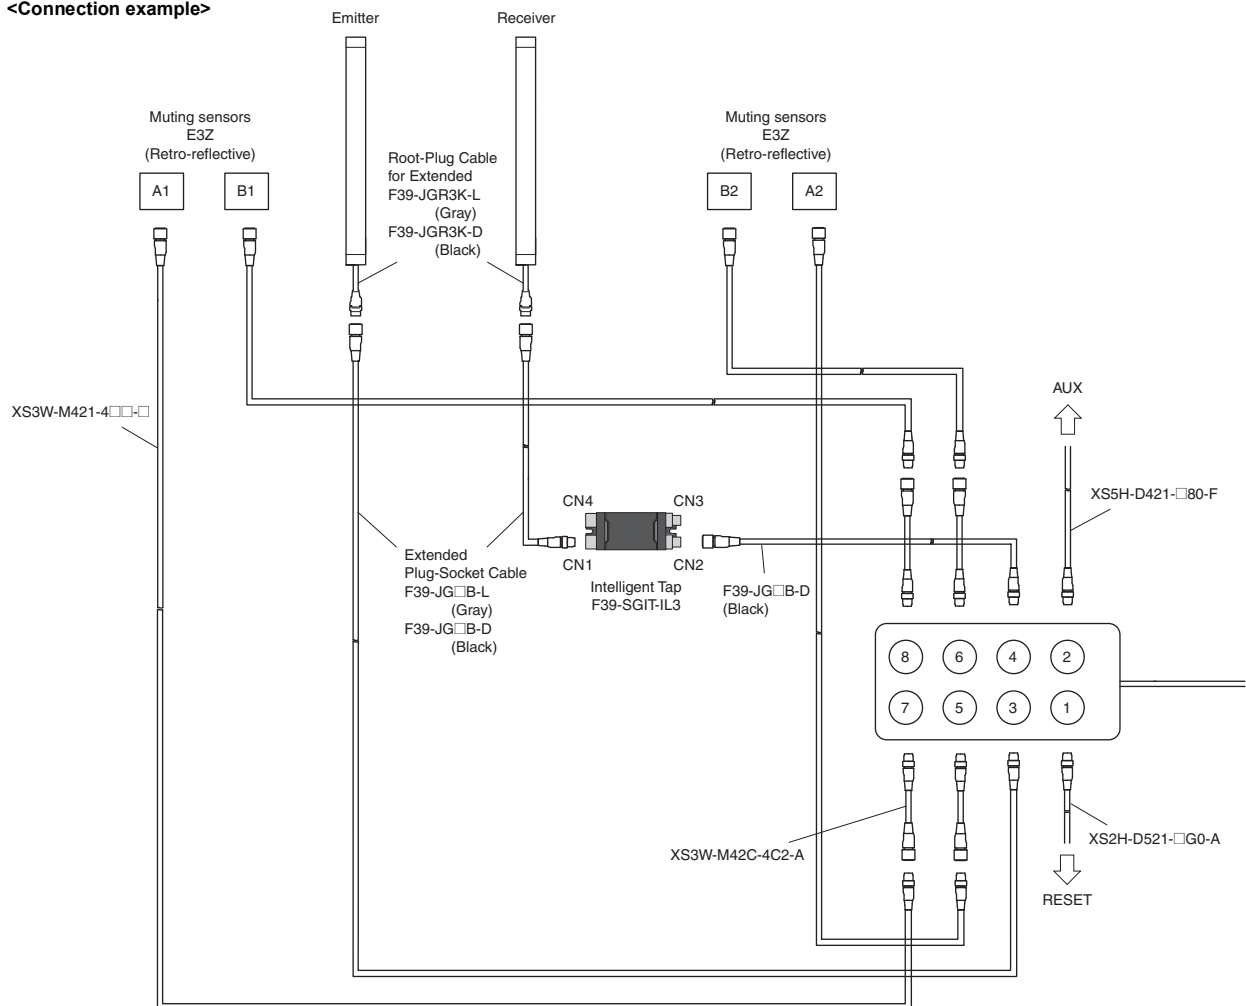 <Connection example>
Emitter
Receiver
Muting sensors
E3Z
(Retro-reflective)
A1
B1
Root-Plug Cable
for Extended
F39-JGR3K-L
(Gray)
F39-JGR3K-D
(Black)
Muting sensors
E3Z
(Retro-reflective)
B2
A2
XS3W-M421-4□□-□
AUX
XS5H-D421-□80-F
CN4
CN3
CN1
CN2
Intelligent Tap
F39-SGIT-IL3
Extended
Plug-Socket Cable
F39-JG□B-L
(Gray)
F39-JG□B-D
(Black)
F39-JG□B-D
(Black)
8
6
4
2
7
5
3
1
XS3W-M42C-4C2-A
XS2H-D521-□G0-A
RESET